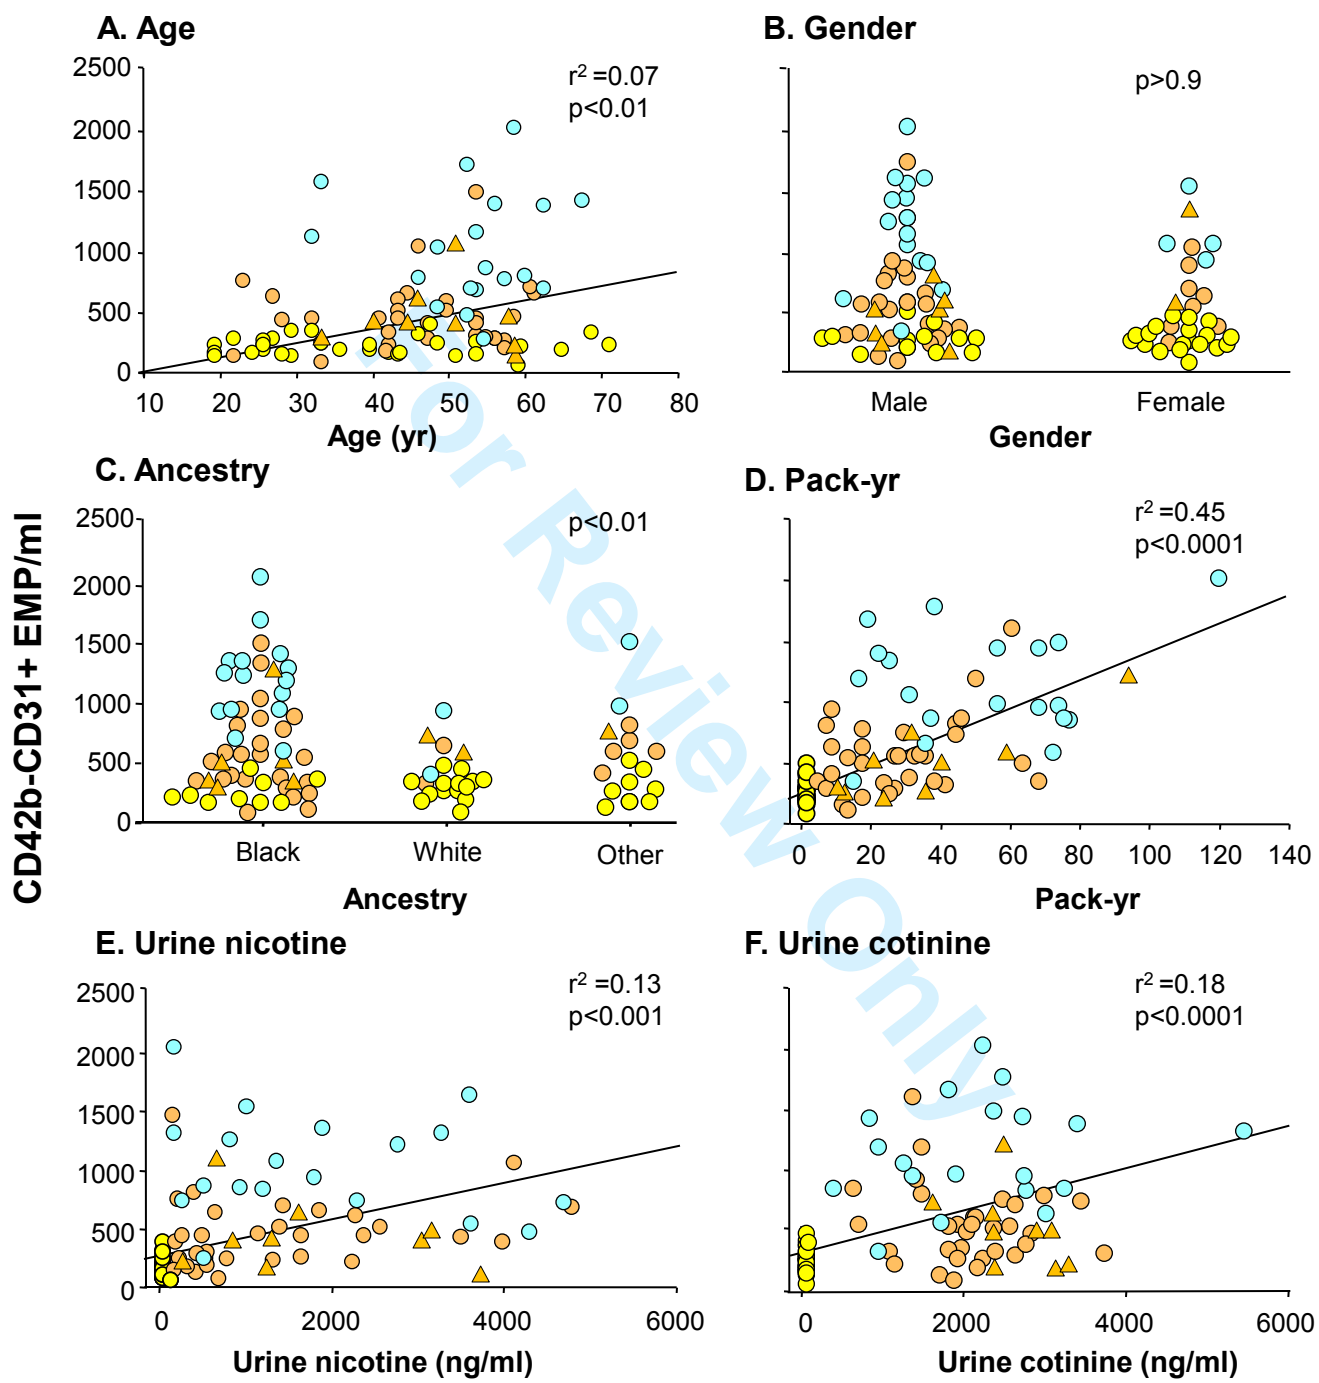 A. Age
r² =0.07
p<0.01
2500
2000
1500
1000
500
0
10 20 30 40 50 60 70 80
Age (yr)
B. Gender
p>0.9
Male Female
Gender
C. Ancestry
p<0.01
2500
2000
1500
1000
500
0
Black White Other
Ancestry
D. Pack-yr
r² =0.45
p<0.0001
0 20 40 60 80 100 120 140
Pack-yr
CD42b-CD31+ EMP/ml
E. Urine nicotine
r² =0.13
p<0.001
2500
2000
1500
1000
500
0
0 2000 4000 6000
Urine nicotine (ng/ml)
F. Urine cotinine
r² =0.18
p<0.0001
0 2000 4000 6000
Urine cotinine (ng/ml)
For Review Only